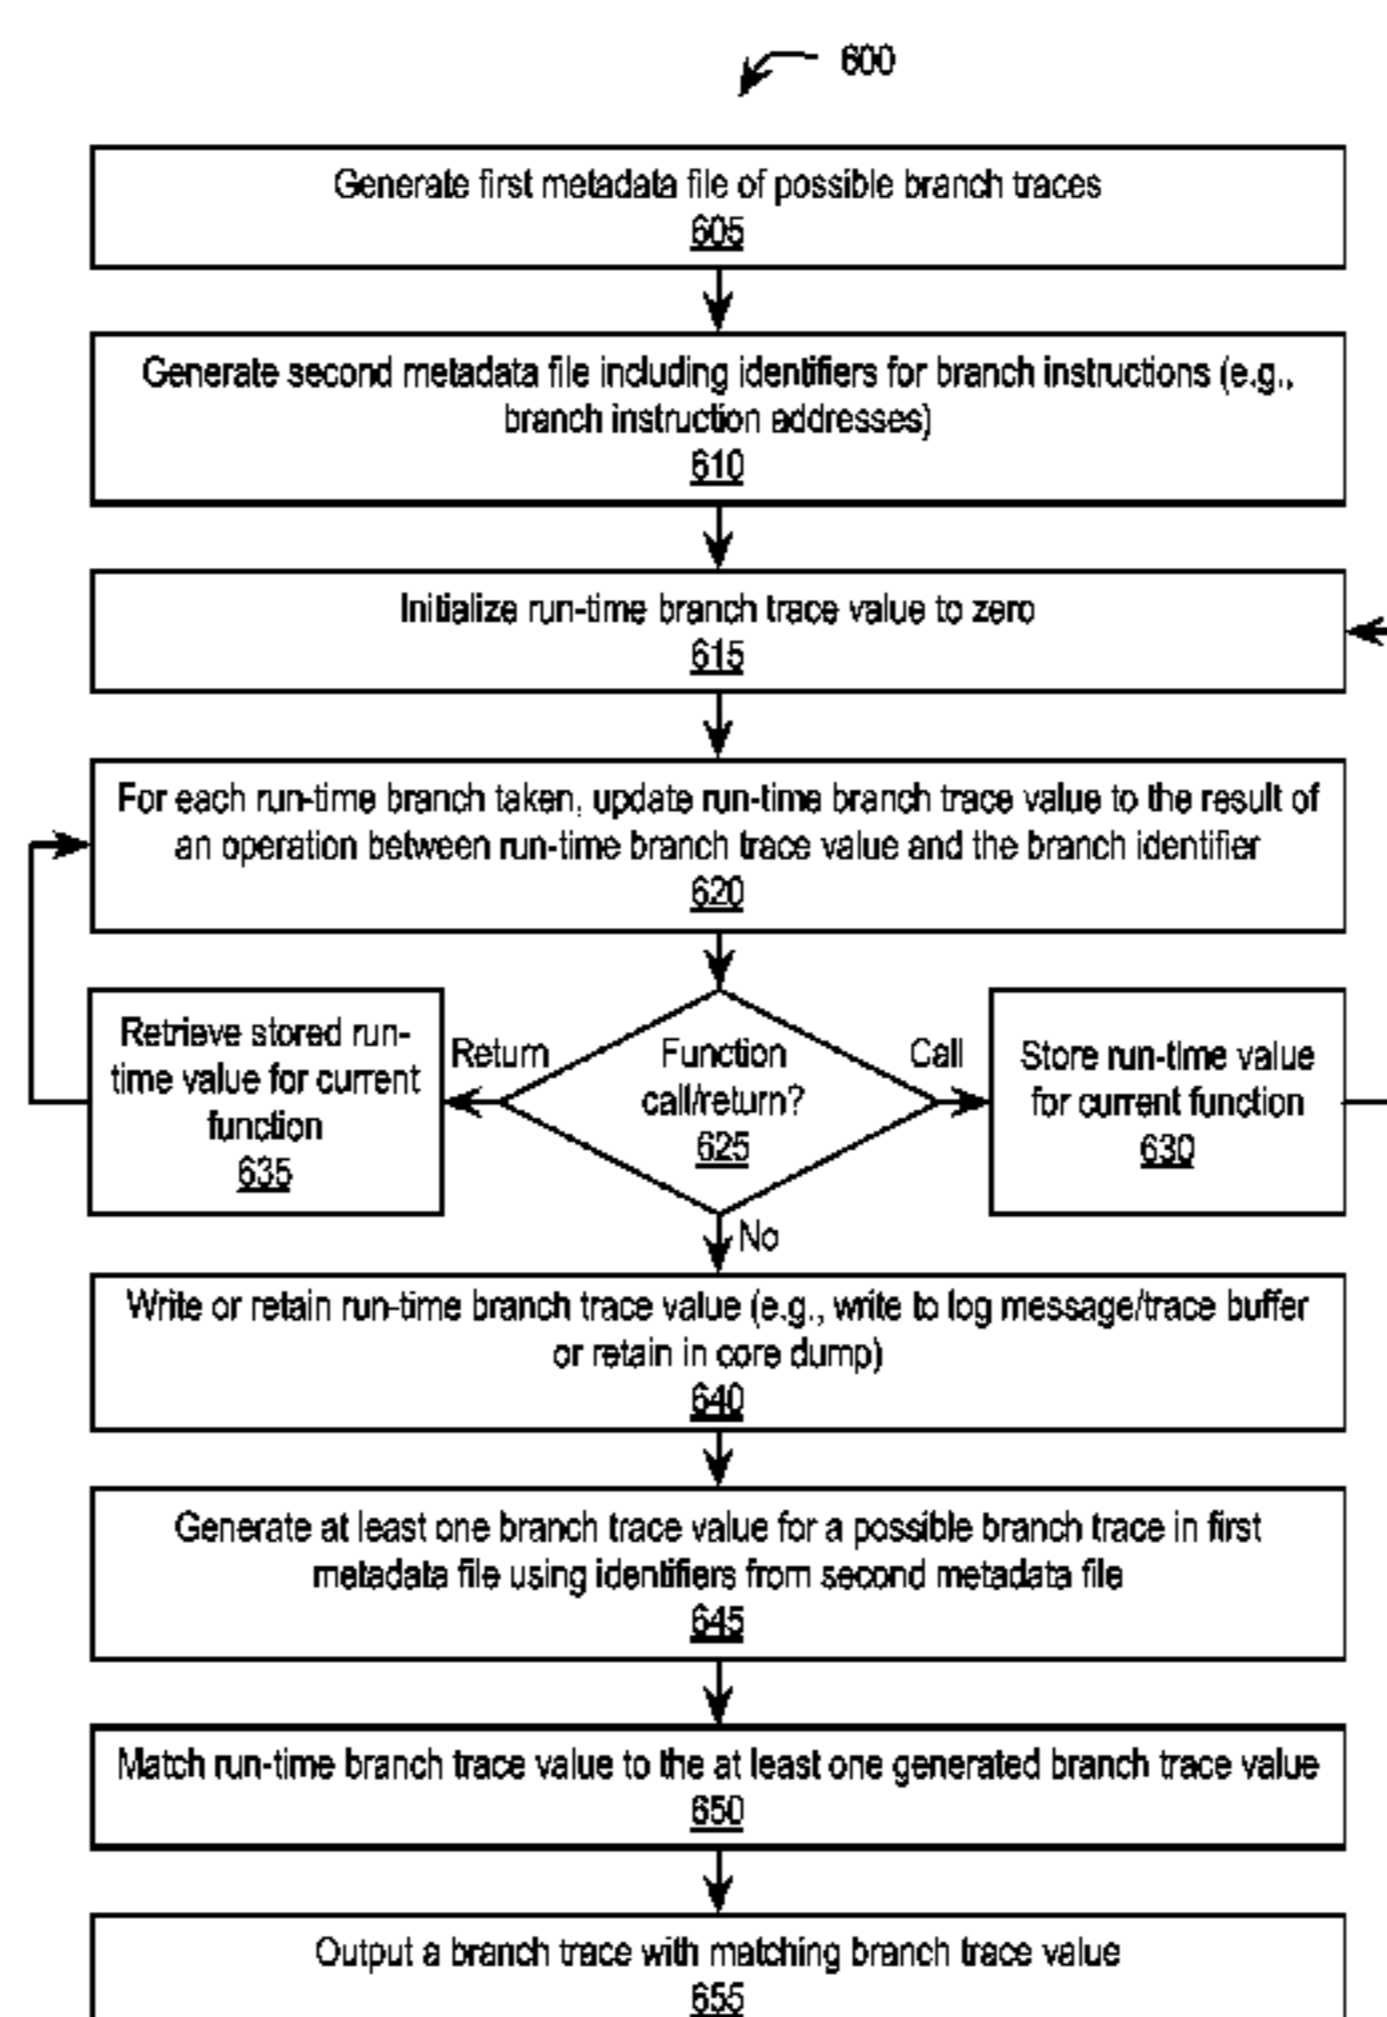 600
Generate first metadata file of possible branch traces
605
Generate second metadata file including identifiers for branch instructions (e.g.,
branch instruction addresses)
610
Initialize run-time branch trace value to zero
615
For each run-time branch taken, update run-time branch trace value to the result of
an operation between run-time branch trace value and the branch identifier
620
Retrieve stored run-
time value for current
function
635
Return
Function
call/return?
625
Call
Store run-time value
for current function
630
No
Write or retain run-time branch trace value (e.g., write to log message/trace buffer
or retain in core dump)
640
Generate at least one branch trace value for a possible branch trace in first
metadata file using identifiers from second metadata file
645
Match run-time branch trace value to the at least one generated branch trace value
650
Output a branch trace with matching branch trace value
655